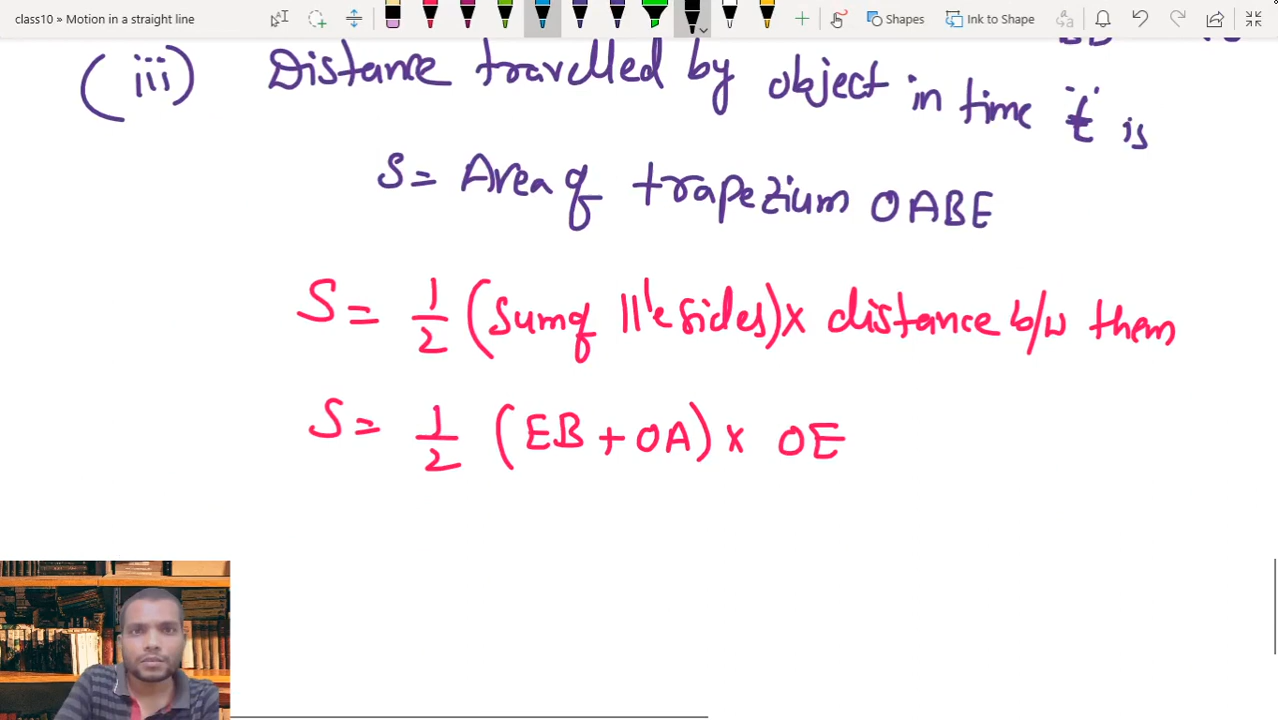 class10 » Motion in a straight line
Shapes
Ink to Shape
(iii) Distance travelled by object in time 't' is
S = Area of trapezium OABE
S = 1/2 (Sum of ||'le sides) x distance b/w them
S = 1/2 (EB + OA) x OE